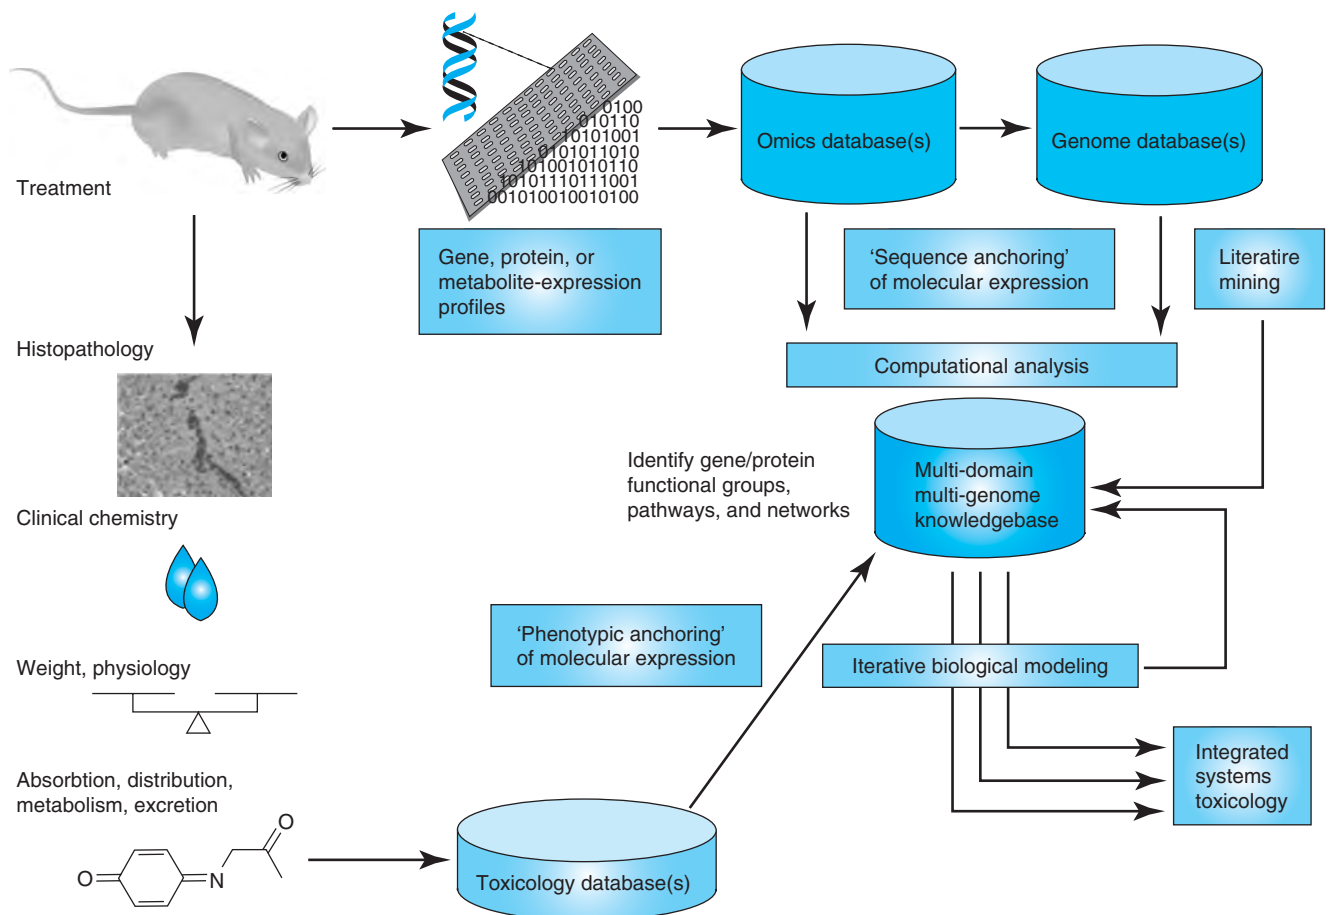 Treatment
0100
010110
10101001
0101011010
101001010110
10101110111001
001010010010100
Gene, protein, or
metabolite-expression
profiles
Omics database(s)
Genome database(s)
‘Sequence anchoring’
of molecular expression
Literatire
mining
Computational analysis
Histopathology
Identify gene/protein
functional groups,
pathways, and networks
Multi-domain
multi-genome
knowledgebase
Clinical chemistry
‘Phenotypic anchoring’
of molecular expression
Iterative biological modeling
Weight, physiology
Integrated
systems
toxicology
Absorbtion, distribution,
metabolism, excretion
O
O
N
Toxicology database(s)